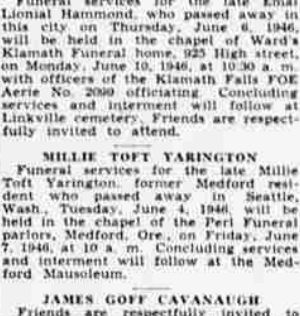 Funeral services for the late Emal
Lionial Hammond, who passed away in
this city on Thursday, June 6, 1946,
will be held in the chapel of Ward's
Klamath Funeral home, 925 High street,
on Monday, June 10, 1946, at 10:30 a. m.
with officers of the Klamath Falls FOE
Aerie No. 2090 officiating. Concluding
services and interment will follow at
Linkville cemetery. Friends are respect-
fully invited to attend.
MILLIE TOFT YARINGTON
Funeral services for the late Millie
Toft Yarington, former Medford resi-
dent who passed away in Seattle,
Wash., Tuesday, June 4, 1946, will be
held in the chapel of the Perl Funeral
parlors, Medford, Ore., on Friday, June
7, 1946, at 10 a. m. Concluding services
and interment will follow at the Med-
ford Mausoleum.
JAMES GOFF CAVANAUGH
Friends are respectfully invited to